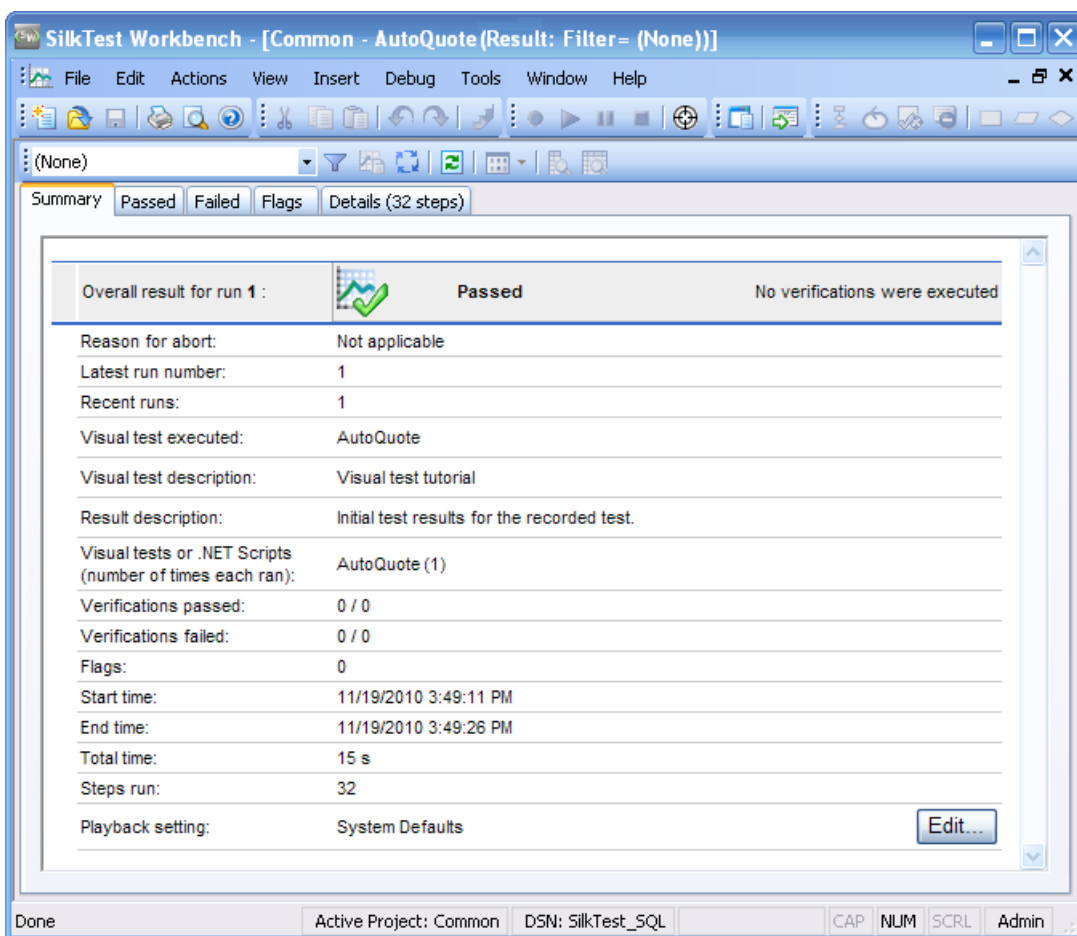 SilkTest Workbench - [Common - AutoQuote(Result: Filter= (None))]
File Edit Actions View Insert Debug Tools Window Help
(None)
Summary Passed Failed Flags Details (32 steps)
Overall result for run 1 : Passed No verifications were executed
Reason for abort: Not applicable
Latest run number: 1
Recent runs: 1
Visual test executed: AutoQuote
Visual test description: Visual test tutorial
Result description: Initial test results for the recorded test.
Visual tests or .NET Scripts
(number of times each ran): AutoQuote (1)
Verifications passed: 0 / 0
Verifications failed: 0 / 0
Flags: 0
Start time: 11/19/2010 3:49:11 PM
End time: 11/19/2010 3:49:26 PM
Total time: 15 s
Steps run: 32
Playback setting: System Defaults Edit...
Done Active Project: Common DSN: SilkTest_SQL CAP NUM SCRL Admin